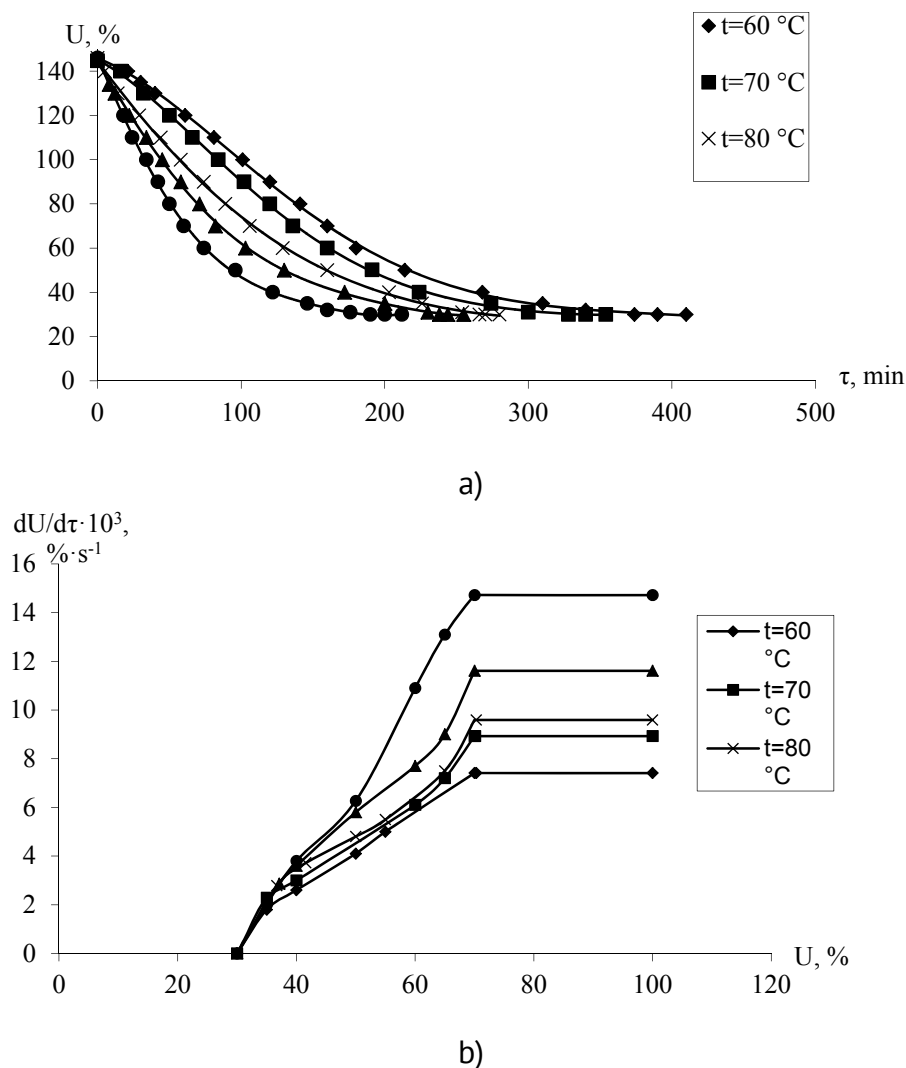 U, %
140
120
100
80
60
40
20
0
0 100 200 300 400 500
τ, min
t=60 °C
t=70 °C
t=80 °C
a)
dU/dτ·10³,
%·s⁻¹
16
14
12
10
8
6
4
2
0
0 20 40 60 80 100 120
U, %
t=60
°C
t=70
°C
t=80
°C
b)